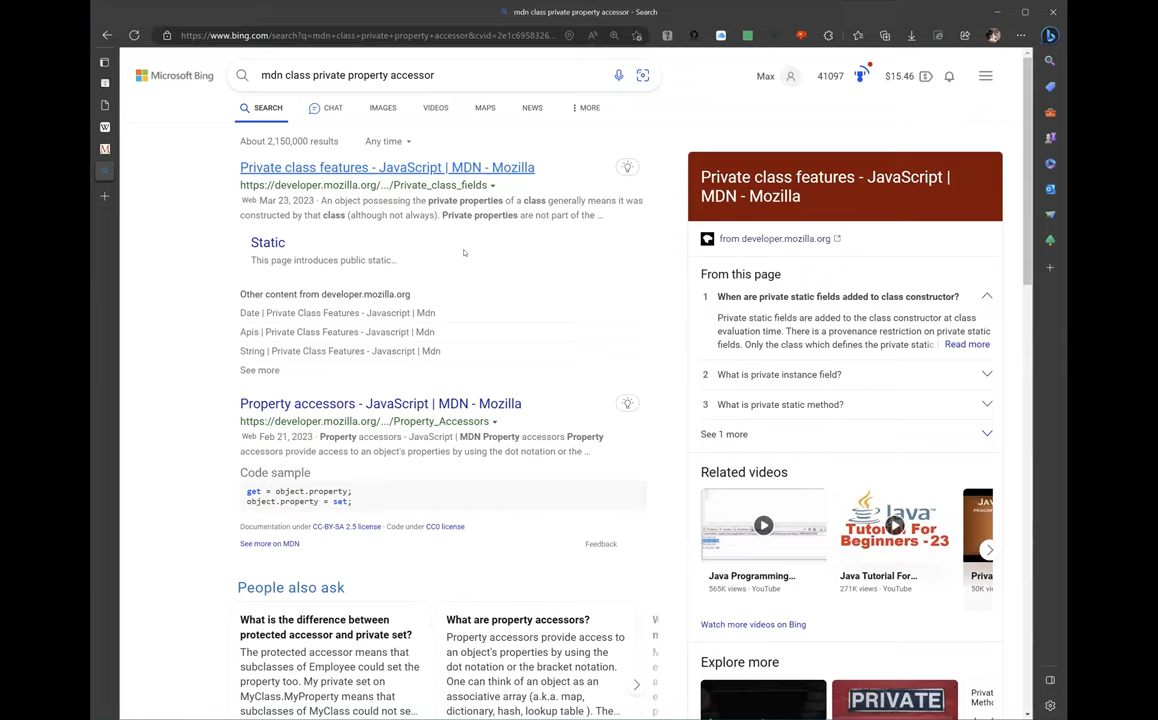 mdn class private property accessor - Search
https://www.bing.com/search?q=mdn+class+private+property+accessor&cvid=2e1c6958326...
Microsoft Bing
mdn class private property accessor
Max
41097
$15.46
SEARCH
CHAT
IMAGES
VIDEOS
MAPS
NEWS
MORE
About 2,150,000 results
Any time
Private class features - JavaScript | MDN - Mozilla
https://developer.mozilla.org/.../Private_class_fields
Web Mar 23, 2023 · An object possessing the private properties of a class generally means it was
constructed by that class (although not always). Private properties are not part of the ...
Static
This page introduces public static...
Other content from developer.mozilla.org
Date | Private Class Features - Javascript | Mdn
Apis | Private Class Features - Javascript | Mdn
String | Private Class Features - Javascript | Mdn
See more
Property accessors - JavaScript | MDN - Mozilla
https://developer.mozilla.org/.../Property_Accessors
Web Feb 21, 2023 · Property accessors - JavaScript | MDN Property accessors Property
accessors provide access to an object's properties by using the dot notation or the ...
Code sample
get = object.property;
object.property = set;
Documentation under CC-BY-SA 2.5 license · Code under CC0 license
See more on MDN
Feedback
People also ask
What is the difference between
protected accessor and private set?
The protected accessor means that
subclasses of Employee could set the
property too. My private set on
MyClass.MyProperty means that
subclasses of MyClass could not se...
What are property accessors?
Property accessors provide access to
an object's properties by using the
dot notation or the bracket notation.
One can think of an object as an
associative array (a.k.a. map,
dictionary, hash, lookup table ). The...
Private class features - JavaScript |
MDN - Mozilla
from developer.mozilla.org
From this page
1 When are private static fields added to class constructor?
Private static fields are added to the class constructor at class
evaluation time. There is a provenance restriction on private static
fields. Only the class which defines the private static
Read more
2 What is private instance field?
3 What is private static method?
See 1 more
Related videos
Java
Tutorial For
Beginners -23
Java Programming...
565K views · YouTube
Java Tutorial For...
271K views · YouTube
Priva
50K vi
Watch more videos on Bing
Explore more
PRIVATE
Private
Metho